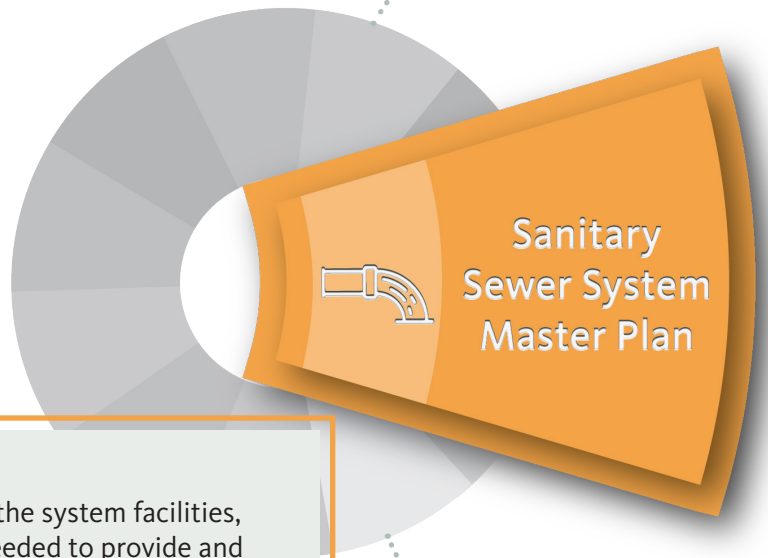 Sanitary
Sewer System
Master Plan
the system facilities,
eeded to provide and